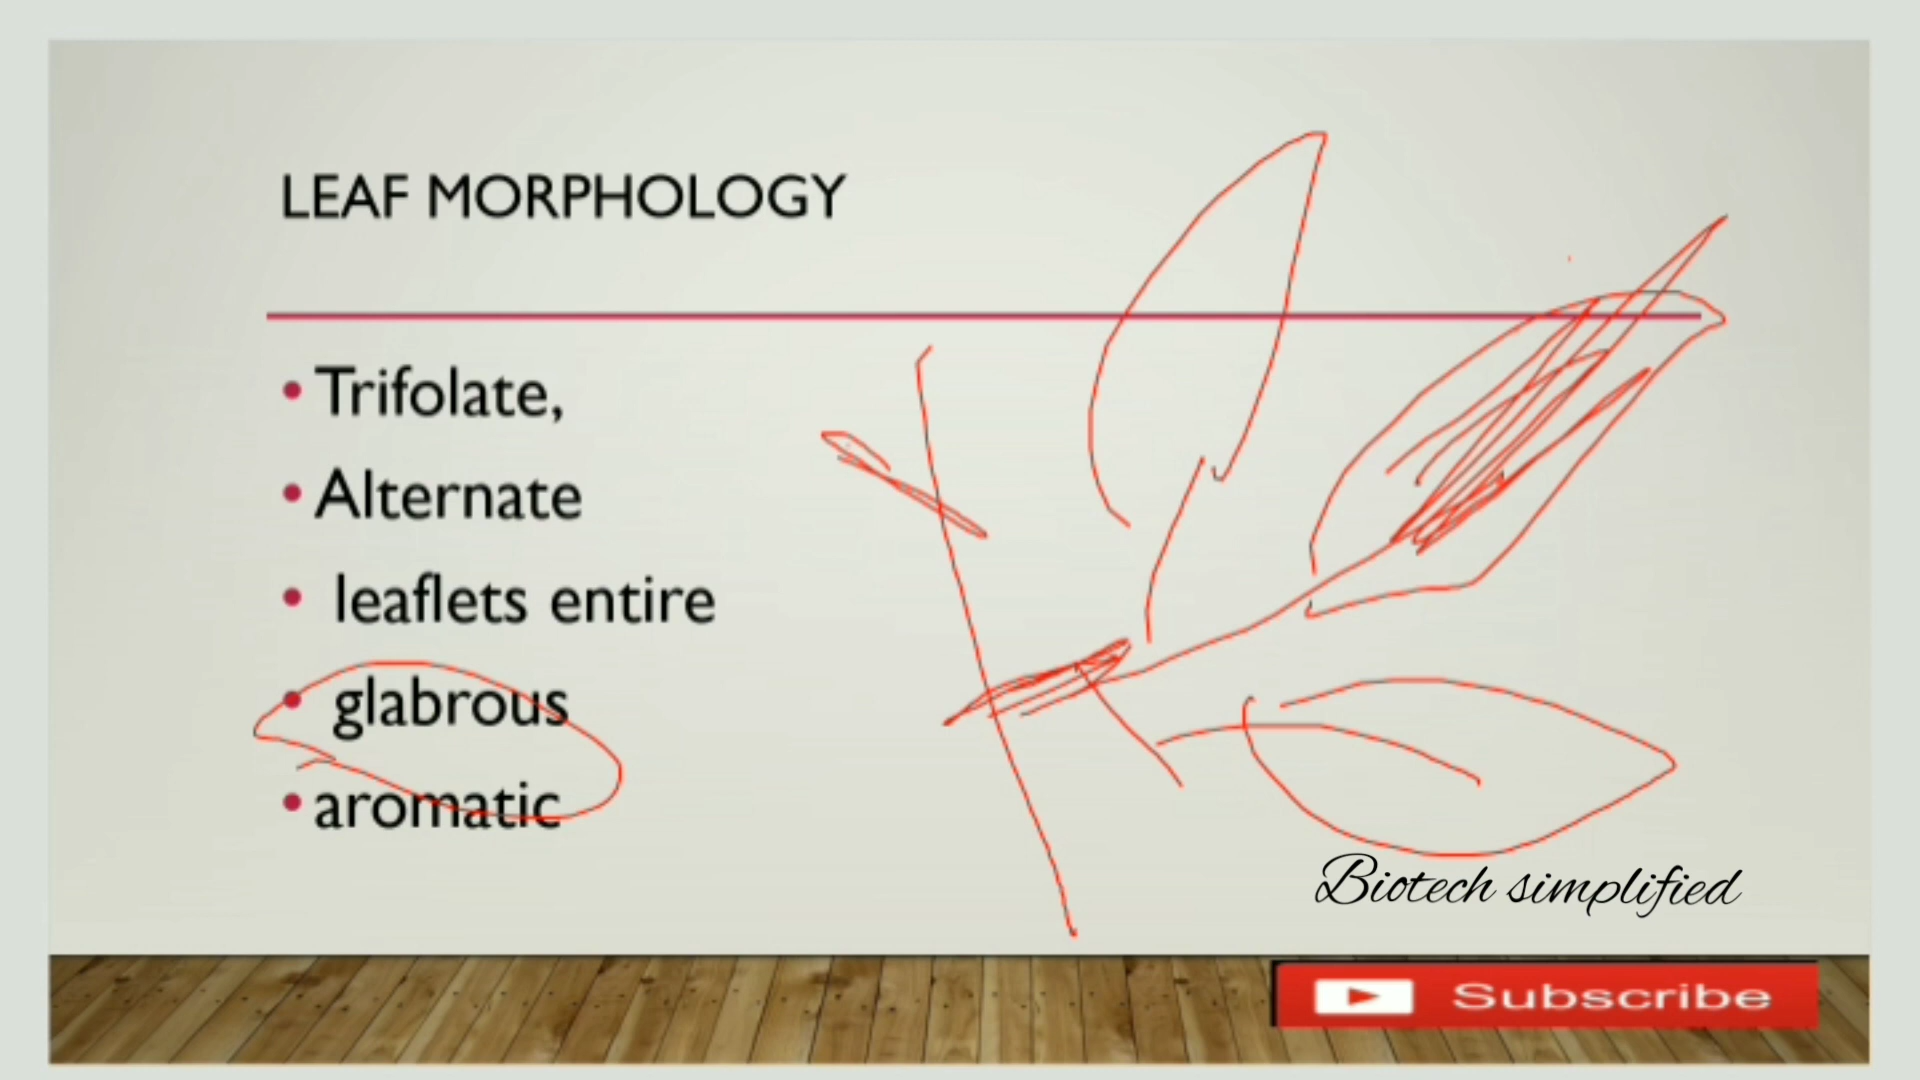 LEAF MORPHOLOGY
• Trifolate,
• Alternate
• leaflets entire
• glabrous
• aromatic
Biotech simplified
Subscribe